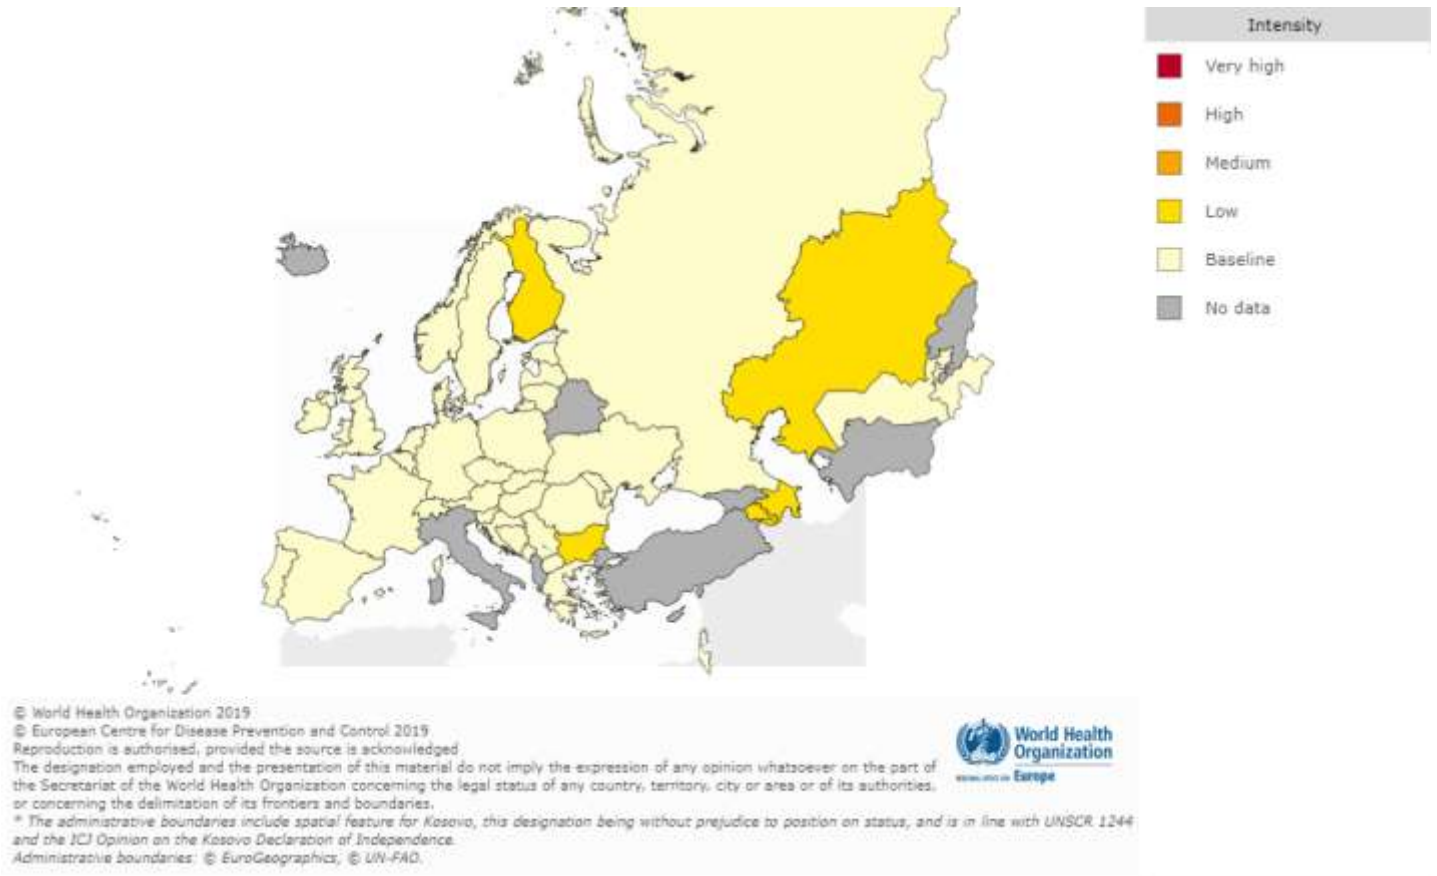 Intensity
Very high
High
Medium
Low
Baseline
No data
© World Health Organization 2019
© European Centre for Disease Prevention and Control 2019
Reproduction is authorised, provided the source is acknowledged
The designation employed and the presentation of this material do not imply the expression of any opinion whatsoever on the part of
the Secretariat of the World Health Organization concerning the legal status of any country, territory, city or area or of its authorities,
or concerning the delimitation of its frontiers and boundaries.
* The administrative boundaries include spatial feature for Kosovo, this designation being without prejudice to position on status, and is in line with UNSCR 1244
and the ICJ Opinion on the Kosovo Declaration of Independence.
Administrative boundaries: © EuroGeographics, © UN-FAO.
World Health
Organization
Europe